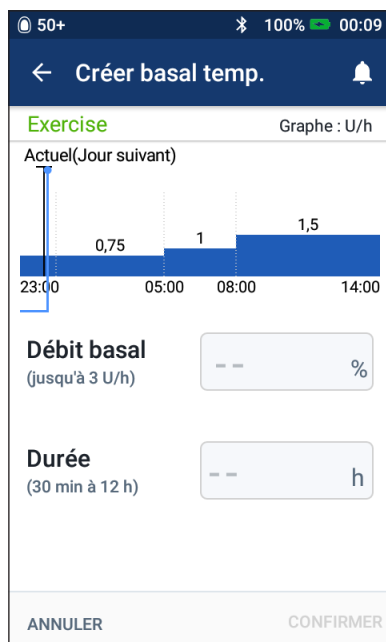 50+ 100% 00:09
Créer basal temp.
Exercise Graphe : U/h
Actuel(Jour suivant)
0,75 1 1,5
23:00 05:00 08:00 14:00
Débit basal
(jusqu'à 3 U/h)
-- %
Durée
(30 min à 12 h)
-- h
ANNULER CONFIRMER